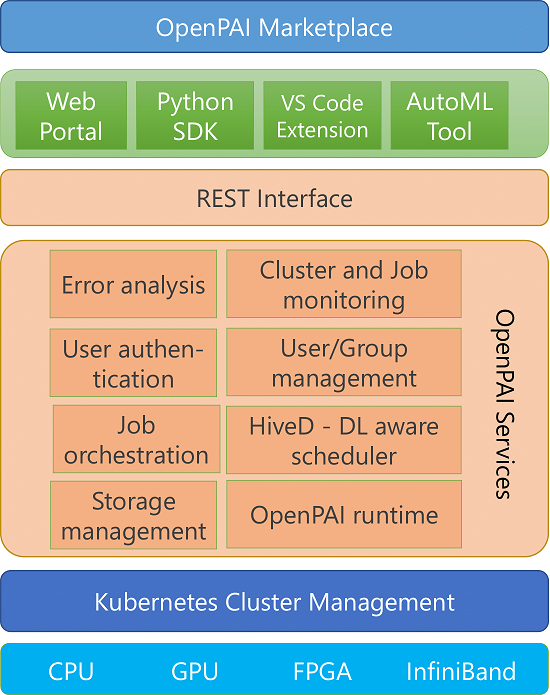 OpenPAI Marketplace
Web
Portal
Python
SDK
VS Code
Extension
AutoML
Tool
REST Interface
Error analysis
Cluster and Job
monitoring
User authen-
tication
User/Group
management
Job
orchestration
HiveD - DL aware
scheduler
Storage
management
OpenPAI runtime
OpenPAI Services
Kubernetes Cluster Management
CPU
GPU
FPGA
InfiniBand